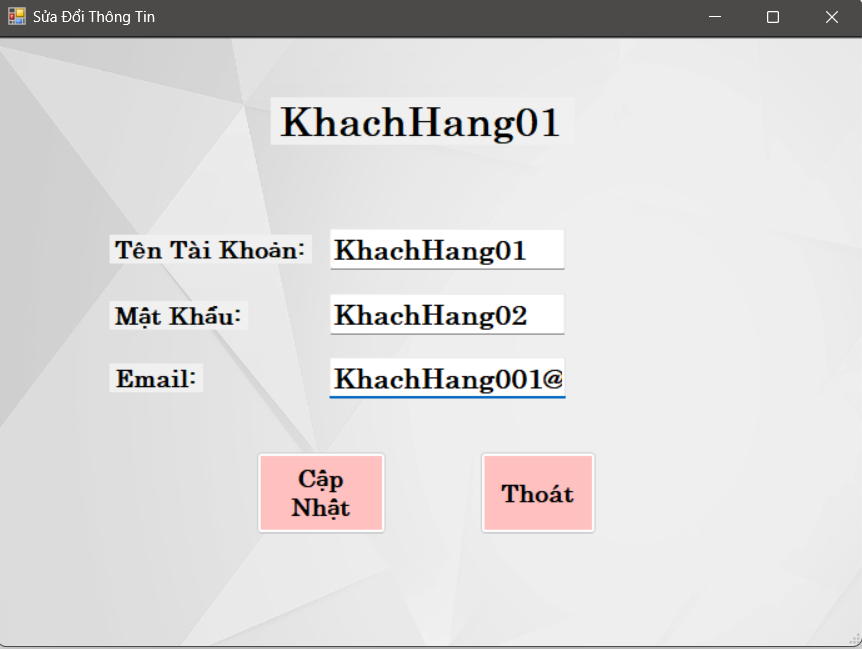 Sửa Đổi Thông Tin
KhachHang01
Tên Tài Khoản: KhachHang01
Mật Khẩu: KhachHang02
Email: KhachHang001@
Cập
Nhật
Thoát